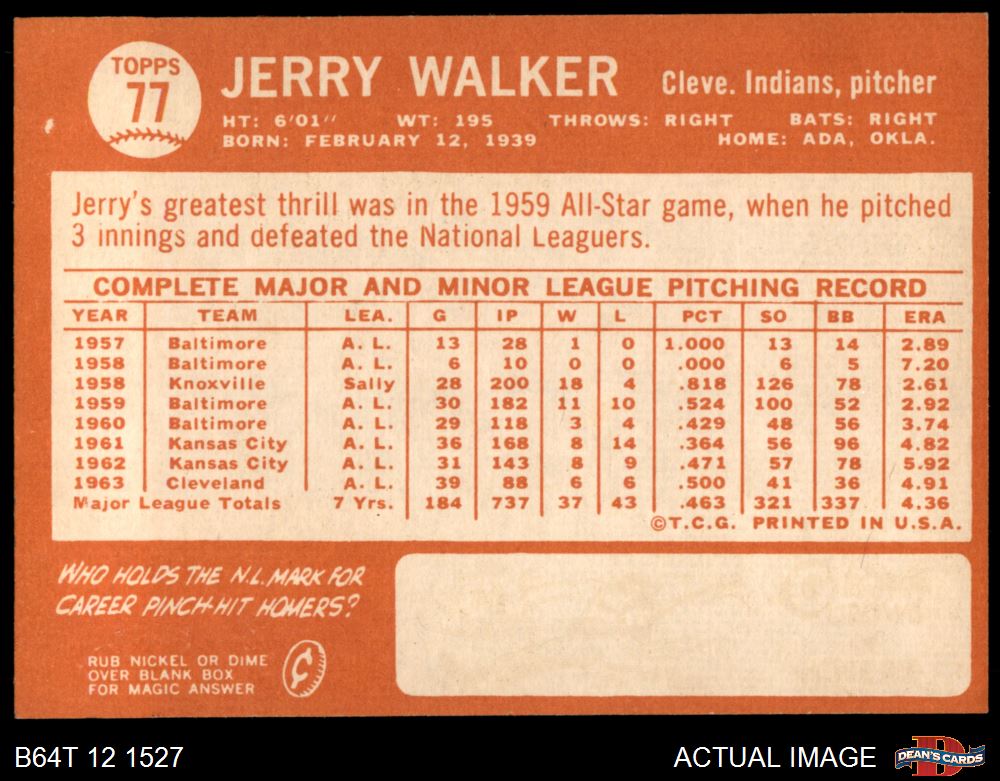 TOPPS
77
JERRY WALKER
Cleve. Indians, pitcher
HT: 6'01" WT: 195 THROWS: RIGHT BATS: RIGHT
BORN: FEBRUARY 12, 1939 HOME: ADA, OKLA.
Jerry's greatest thrill was in the 1959 All-Star game, when he pitched
3 innings and defeated the National Leaguers.
COMPLETE MAJOR AND MINOR LEAGUE PITCHING RECORD
YEAR TEAM LEA. G IP W L PCT SO BB ERA
1957 Baltimore A. L. 13 28 1 0 1.000 13 14 2.89
1958 Baltimore A. L. 6 10 0 0 .000 6 5 7.20
1958 Knoxville Sally 28 200 18 4 .818 126 78 2.61
1959 Baltimore A. L. 30 182 11 10 .524 100 52 2.92
1960 Baltimore A. L. 29 118 3 4 .429 48 56 3.74
1961 Kansas City A. L. 36 168 8 14 .364 56 96 4.82
1962 Kansas City A. L. 31 143 8 9 .471 57 78 5.92
1963 Cleveland A. L. 39 88 6 6 .500 41 36 4.91
Major League Totals 7 Yrs. 184 737 37 43 .463 321 337 4.36
©T.C.G. PRINTED IN U.S.A.
WHO HOLDS THE N.L. MARK FOR
CAREER PINCH-HIT HOMERS?
RUB NICKEL OR DIME
OVER BLANK BOX
FOR MAGIC ANSWER
¢
B64T 12 1527
ACTUAL IMAGE
D
DEAN'S CARDS